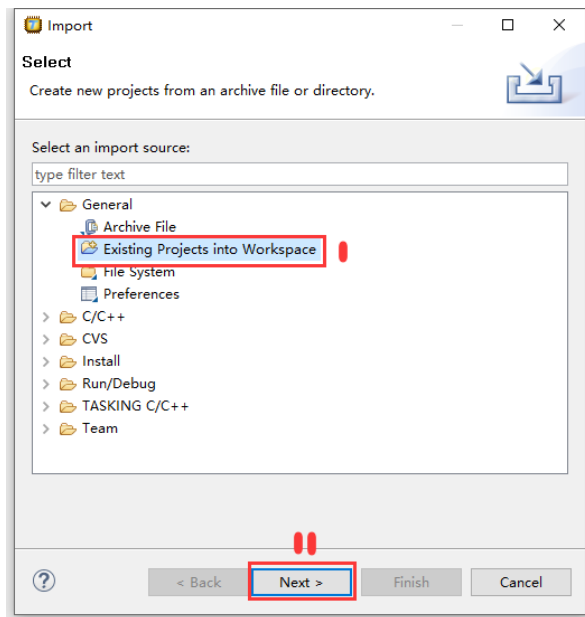 Import
Select
Create new projects from an archive file or directory.
Select an import source:
type filter text
General
Archive File
Existing Projects into Workspace
File System
Preferences
C/C++
CVS
Install
Run/Debug
TASKING C/C++
Team
< Back Next > Finish Cancel